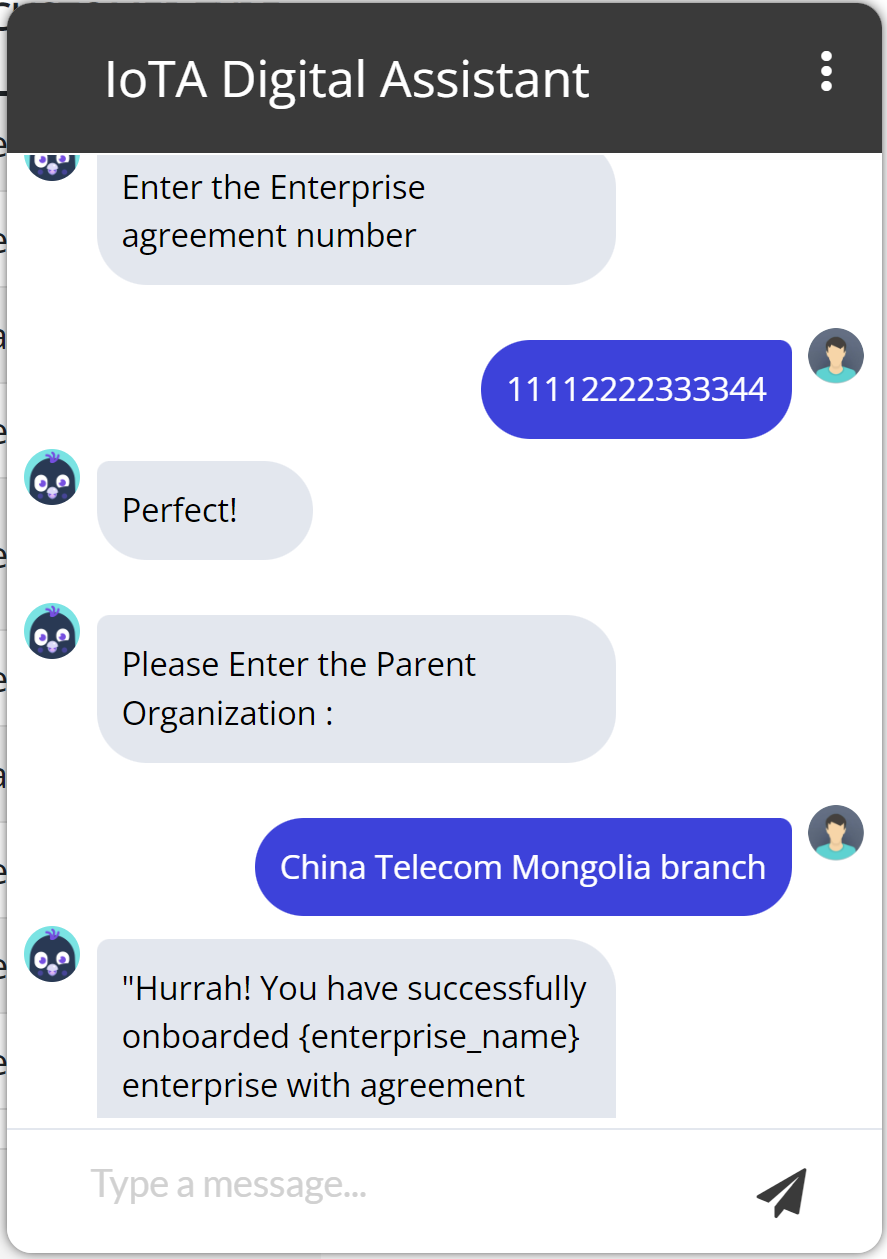 IoTA Digital Assistant
Enter the Enterprise
agreement number
11112222333344
Perfect!
Please Enter the Parent
Organization :
China Telecom Mongolia branch
"Hurrah! You have successfully
onboarded {enterprise_name}
enterprise with agreement
Type a message...